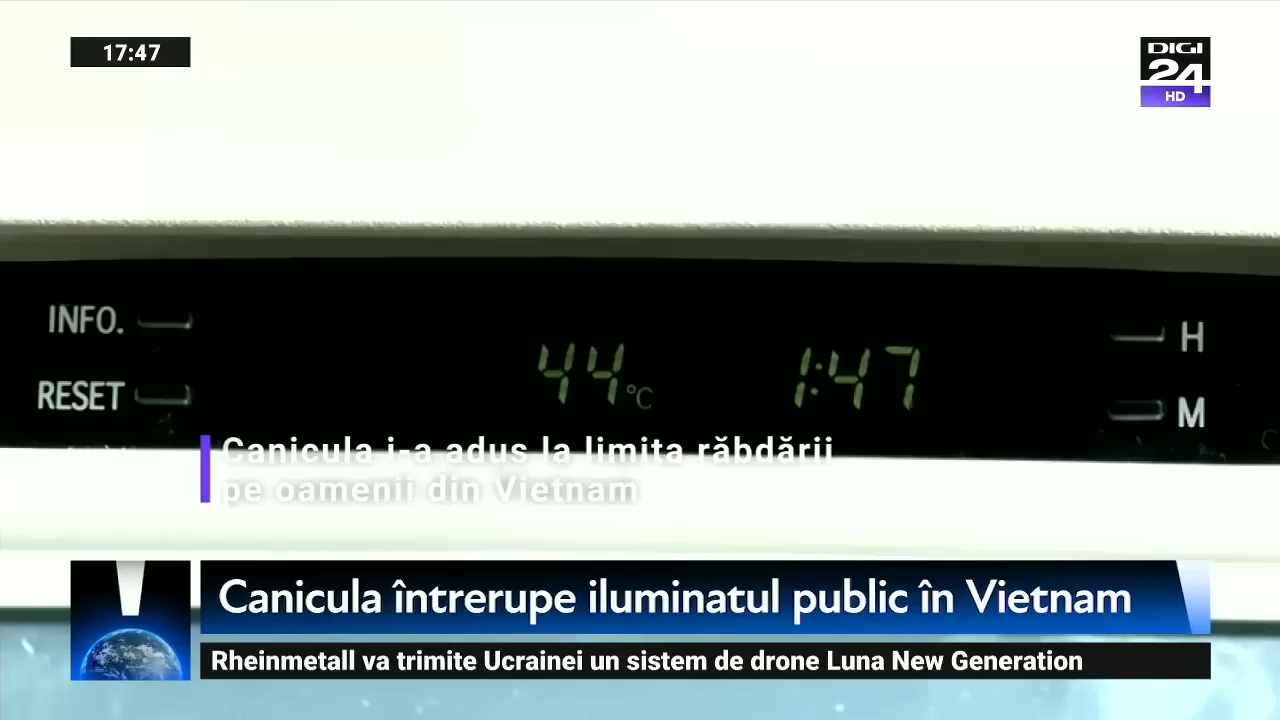 17:47
DIGI
24
HD
INFO.
RESET
44°C
1:47
H
M
Canicula i-a adus la limita răbdării
pe oamenii din Vietnam
Canicula întrerupe iluminatul public în Vietnam
Rheinmetall va trimite Ucrainei un sistem de drone Luna New Generation